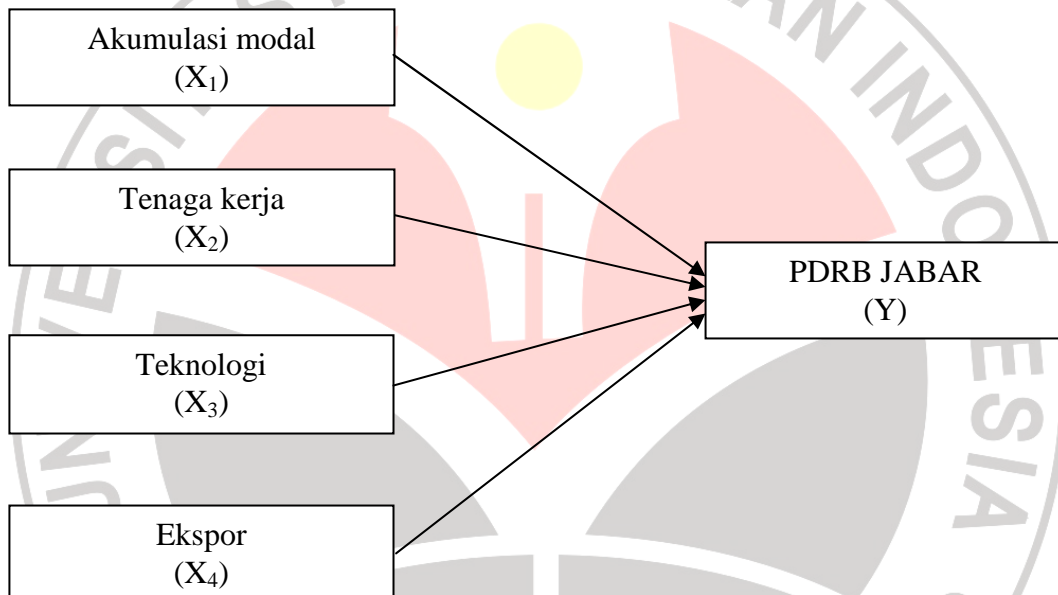 Akumulasi modal
(X₁)
Tenaga kerja
(X₂)
Teknologi
(X₃)
Ekspor
(X₄)
PDRB JABAR
(Y)